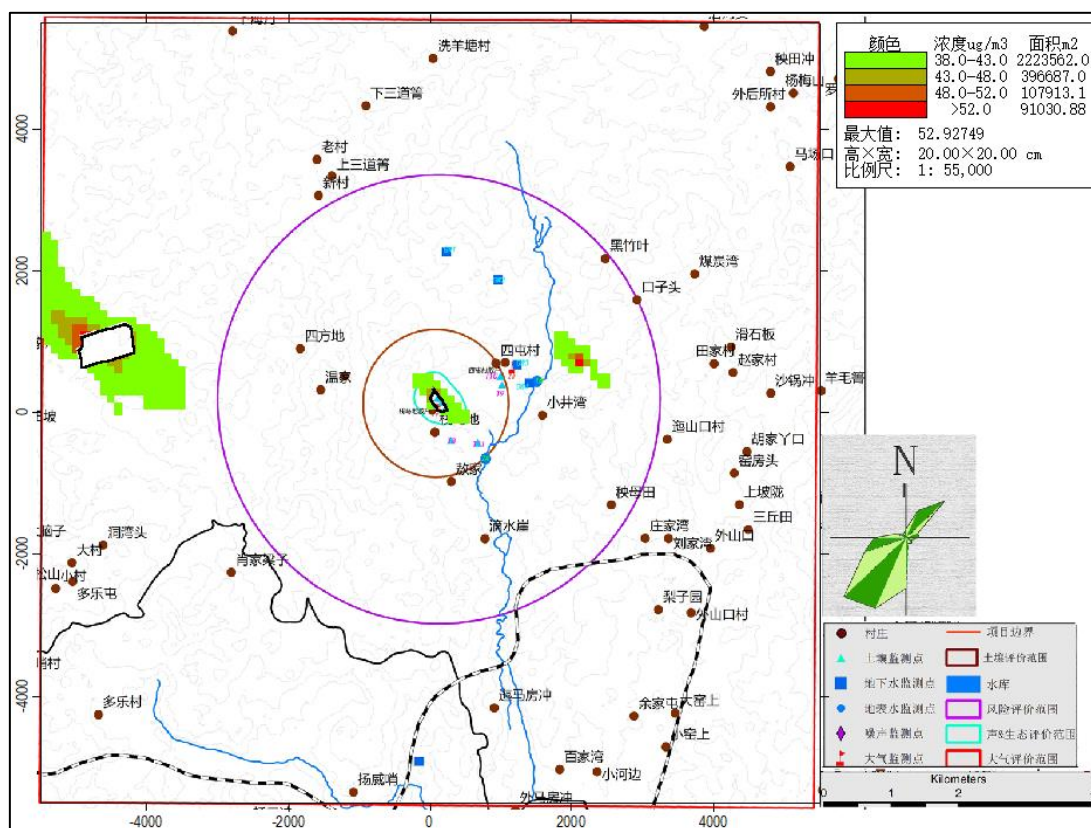 洗羊塘村
下三道箐
老村
上三道箐
新村
秧田冲
杨梅山
外后所村
罗
马场口
黑竹叶
煤炭湾
口子头
四方地
温家
四屯村
小井湾
滑石板
田家村
赵家村
沙锅冲
羊毛箐
海山口村
胡家丫口
窑房头
上坡陇
三丘田
敖家
秧母田
滴水崖
庄家湾
刘家湾
外山口
洞湾头
大村
松山小村
多乐屯
肖家梁子
梨子园
外山口村
多乐村
余家屯
大窑上
小窑上
百家湾
小河边
扬威哨
外马房冲
4000
2000
0
-2000
-4000
-4000
-2000
0
2000
4000
颜色 浓度ug/m3 面积m2
38.0-43.0 2223562.0
43.0-48.0 396687.0
48.0-52.0 107913.1
>52.0 91030.88
最大值: 52.92749
高×宽: 20.00×20.00 cm
比例尺: 1: 55,000
N
村庄 项目边界
土壤监测点 土壤评价范围
地下水监测点 水库
地表水监测点 风险评价范围
噪声监测点 声&生态评价范围
大气监测点 大气评价范围
Kilometers
0 1 2